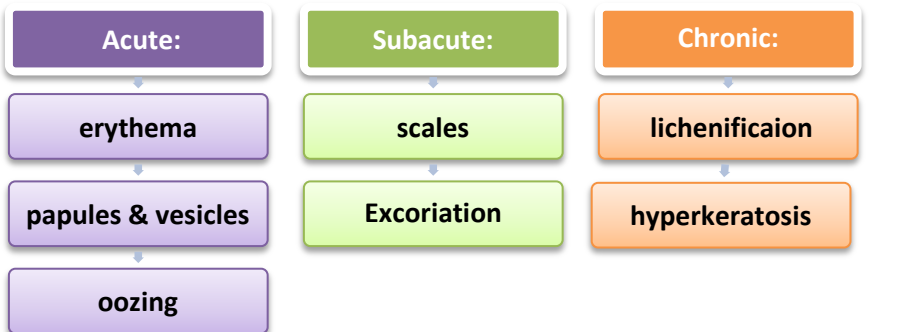 Acute:
erythema
papules & vesicles
oozing
Subacute:
scales
Excoriation
Chronic:
lichenificaion
hyperkeratosis